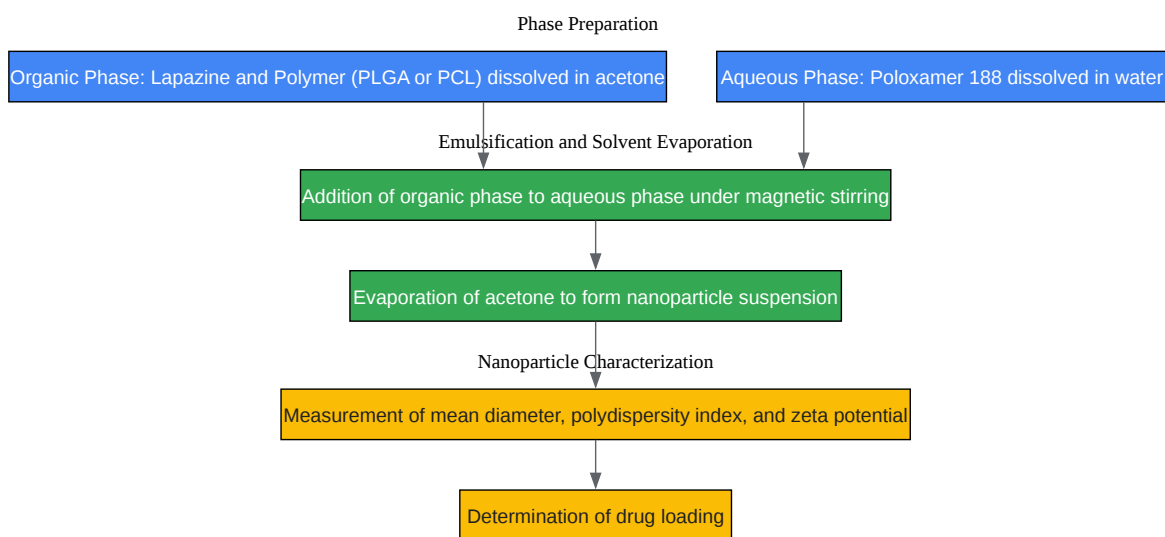 Phase Preparation
Organic Phase: Lapazine and Polymer (PLGA or PCL) dissolved in acetone
Aqueous Phase: Poloxamer 188 dissolved in water
Emulsification and Solvent Evaporation
Addition of organic phase to aqueous phase under magnetic stirring
Evaporation of acetone to form nanoparticle suspension
Nanoparticle Characterization
Measurement of mean diameter, polydispersity index, and zeta potential
Determination of drug loading